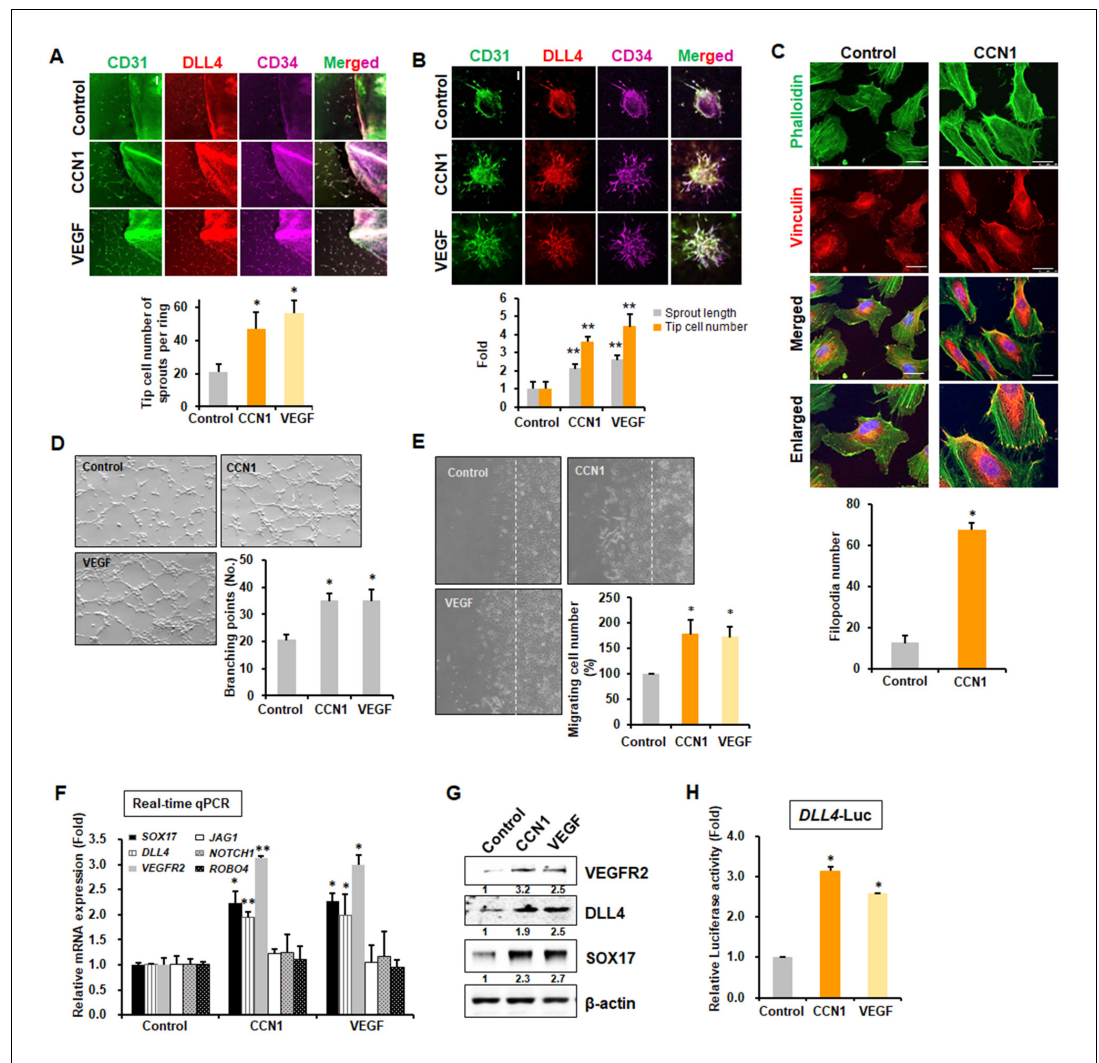 A
CD31 DLL4 CD34 Merged
Control
CCN1
VEGF
Tip cell number of
sprouts per ring
60
40
20
0
* *
Control CCN1 VEGF
B
CD31 DLL4 CD34 Merged
Control
CCN1
VEGF
Fold
6
5
4
3
2
1
0
** ** ** **
Sprout length
Tip cell number
Control CCN1 VEGF
C
Control CCN1
Phalloidin
Vinculin
Merged
Enlarged
Filopodia number
80
60
40
20
0
*
Control CCN1
D
Control
CCN1
VEGF
Branching points (No.)
50
40
30
20
10
0
* *
Control CCN1 VEGF
E
Control
CCN1
VEGF
Migrating cell number
(%)
250
200
150
100
50
0
* *
Control CCN1 VEGF
F
Real-time qPCR
Relative mRNA expression (Fold)
3.5
3.0
2.5
2.0
1.5
1.0
0.5
0.0
SOX17 JAG1
DLL4 NOTCH1
VEGFR2 ROBO4
* ** ** * * *
Control CCN1 VEGF
G
Control CCN1 VEGF
VEGFR2
1 3.2 2.5
DLL4
1 1.9 2.5
SOX17
1 2.3 2.7
β-actin
H
DLL4-Luc
Relative Luciferase activity (Fold)
4.0
3.0
2.0
1.0
0.0
* *
Control CCN1 VEGF